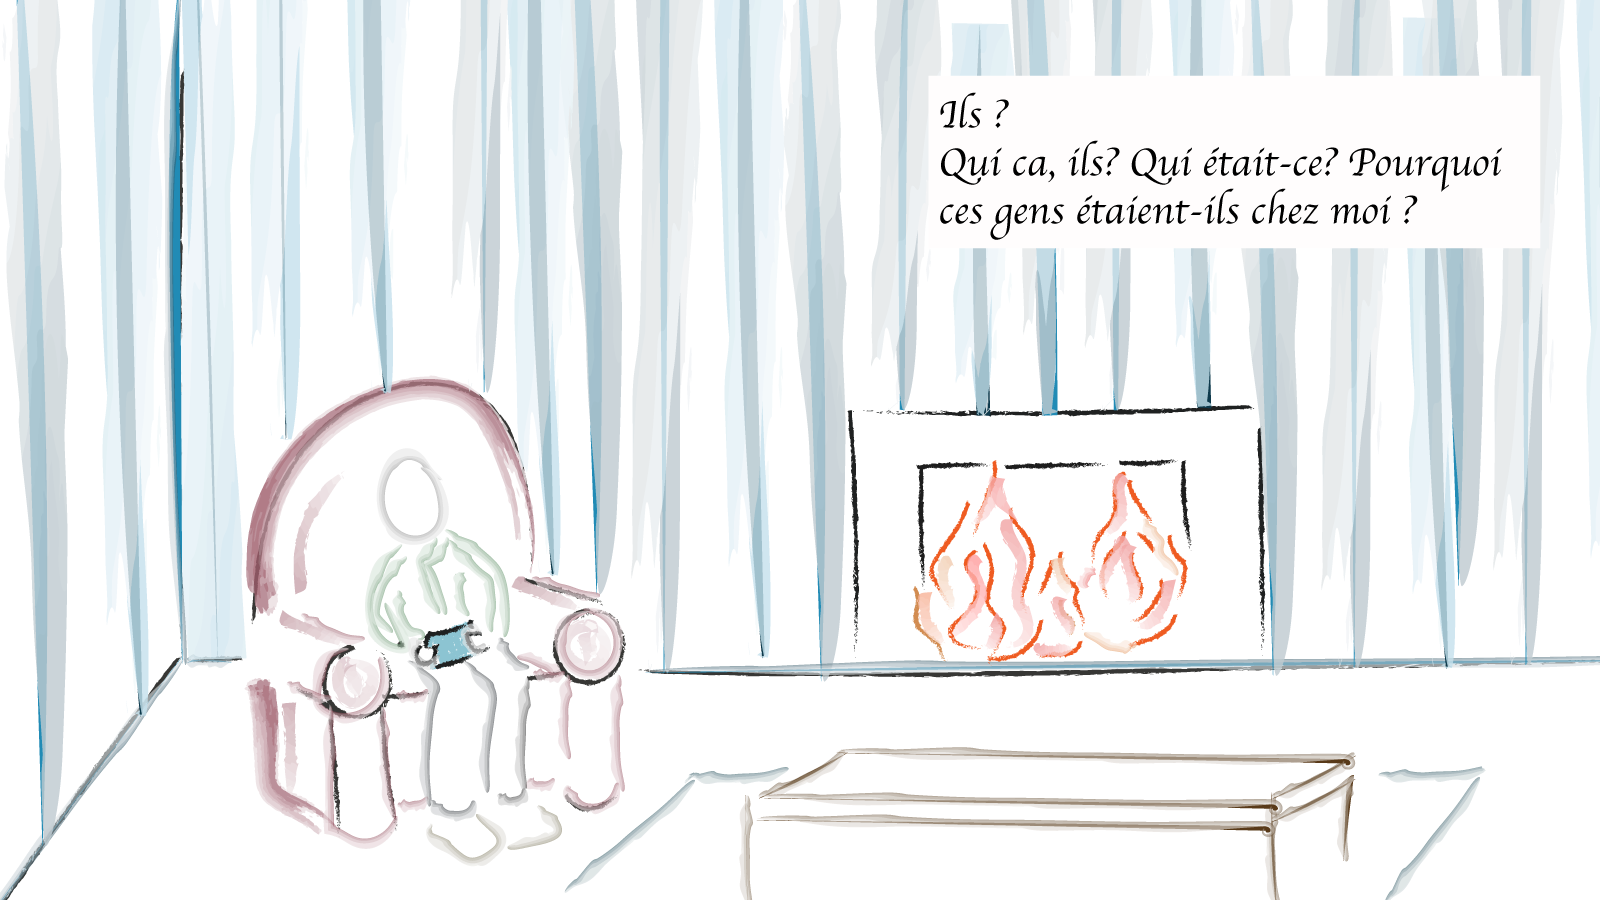 Ils ?
Qui ca, ils? Qui était-ce? Pourquoi
ces gens étaient-ils chez moi ?